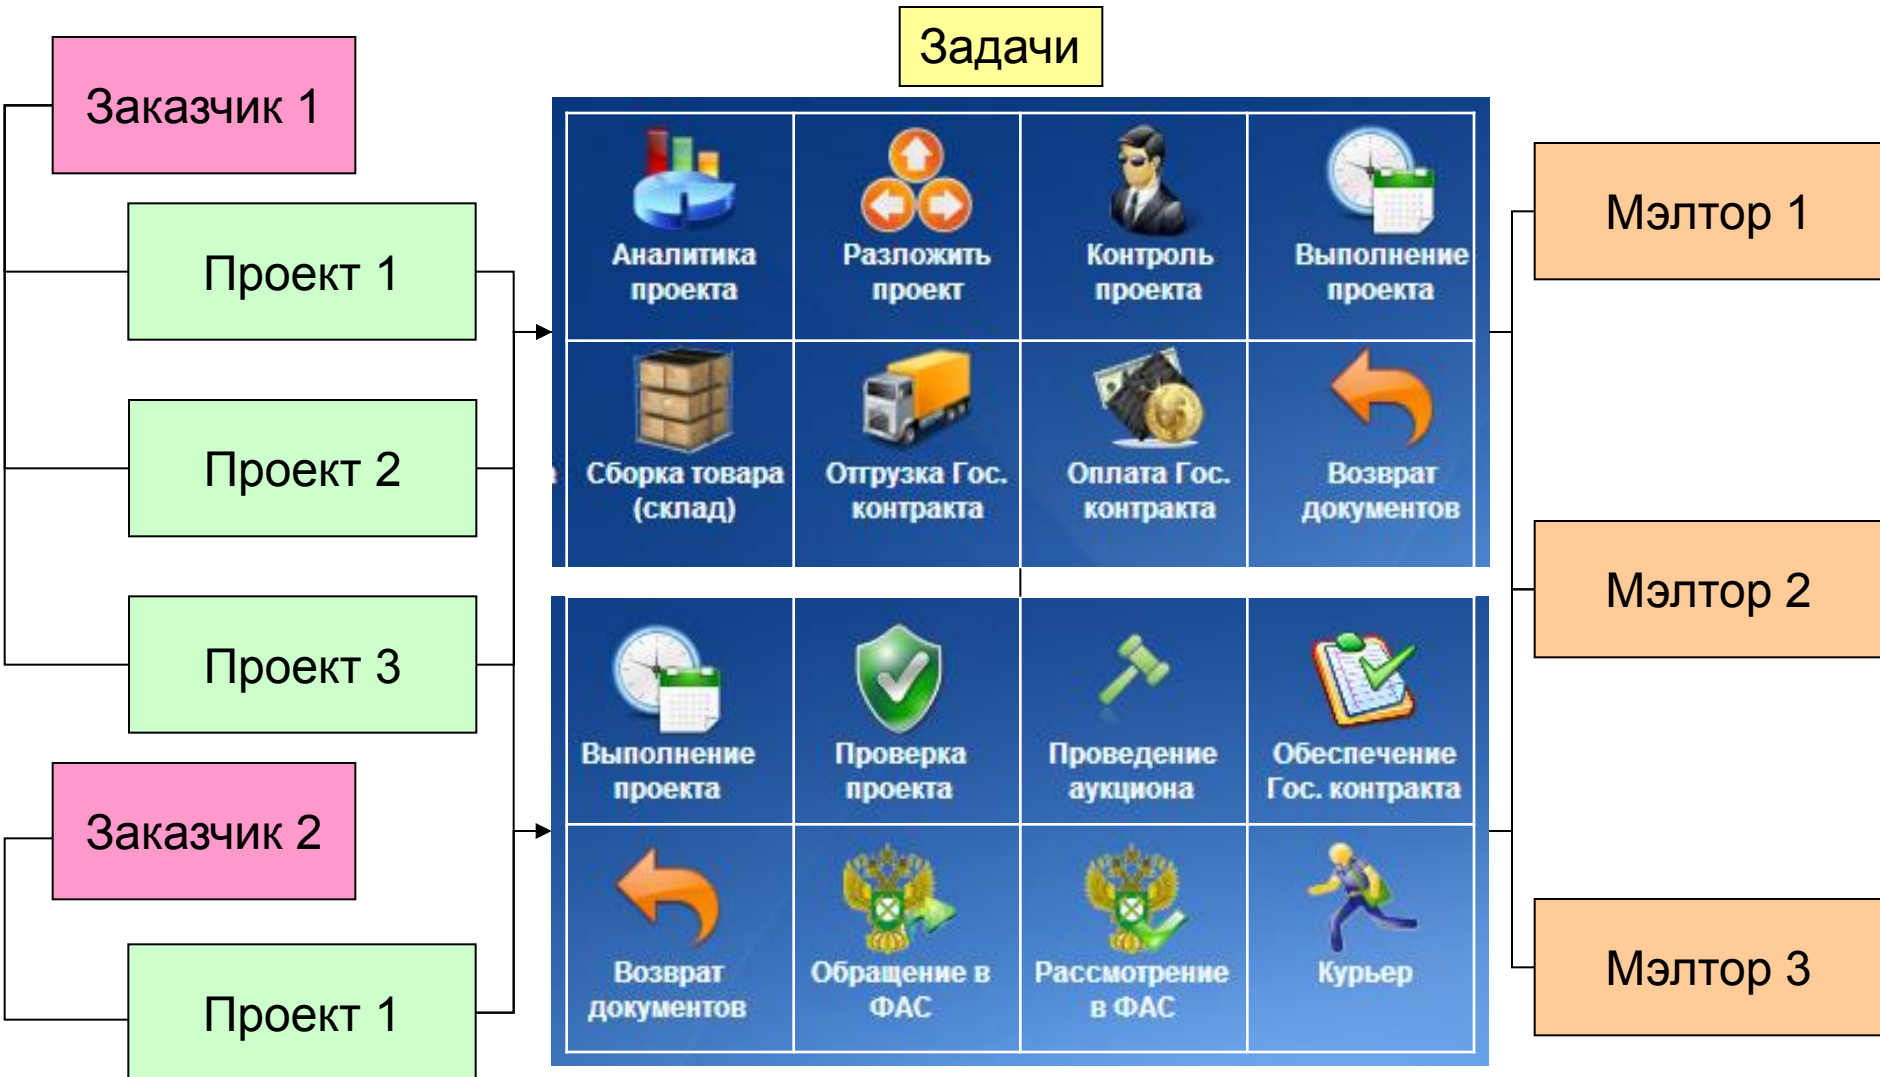 Задачи
Заказчик 1
Проект 1
Проект 2
Проект 3
Заказчик 2
Проект 1
Аналитика
проекта
Разложить
проект
Контроль
проекта
Выполнение
проекта
а
Сборка товара
(склад)
Отгрузка Гос.
контракта
Оплата Гос.
контракта
Возврат
документов
Выполнение
проекта
Проверка
проекта
Проведение
аукциона
Обеспечение
Гос. контракта
Возврат
документов
Обращение в
ФАС
Рассмотрение
в ФАС
Курьер
Мэлтор 1
Мэлтор 2
Мэлтор 3